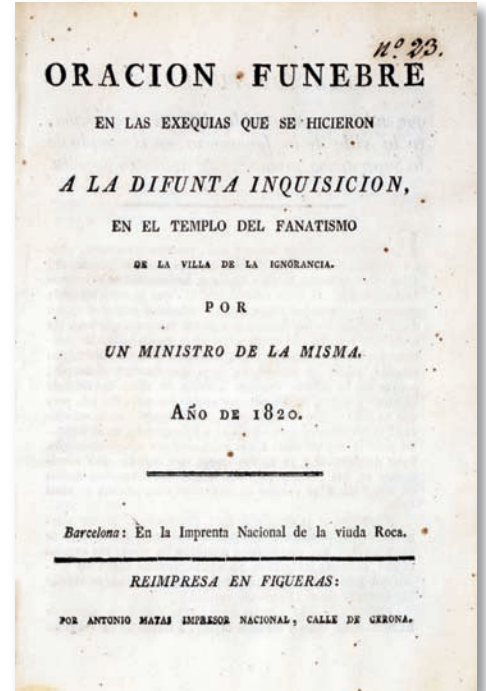 nº 23.
ORACION FUNEBRE
EN LAS EXEQUIAS QUE SE HICIERON
A LA DIFUNTA INQUISICION,
EN EL TEMPLO DEL FANATISMO
DE LA VILLA DE LA IGNORANCIA.
POR
UN MINISTRO DE LA MISMA.
AÑO DE 1820.
Barcelona: En la Imprenta Nacional de la viuda Roca.
REIMPRESA EN FIGUERAS:
POR ANTONIO MATAS IMPRESOR NACIONAL, CALLE DE GERONA.